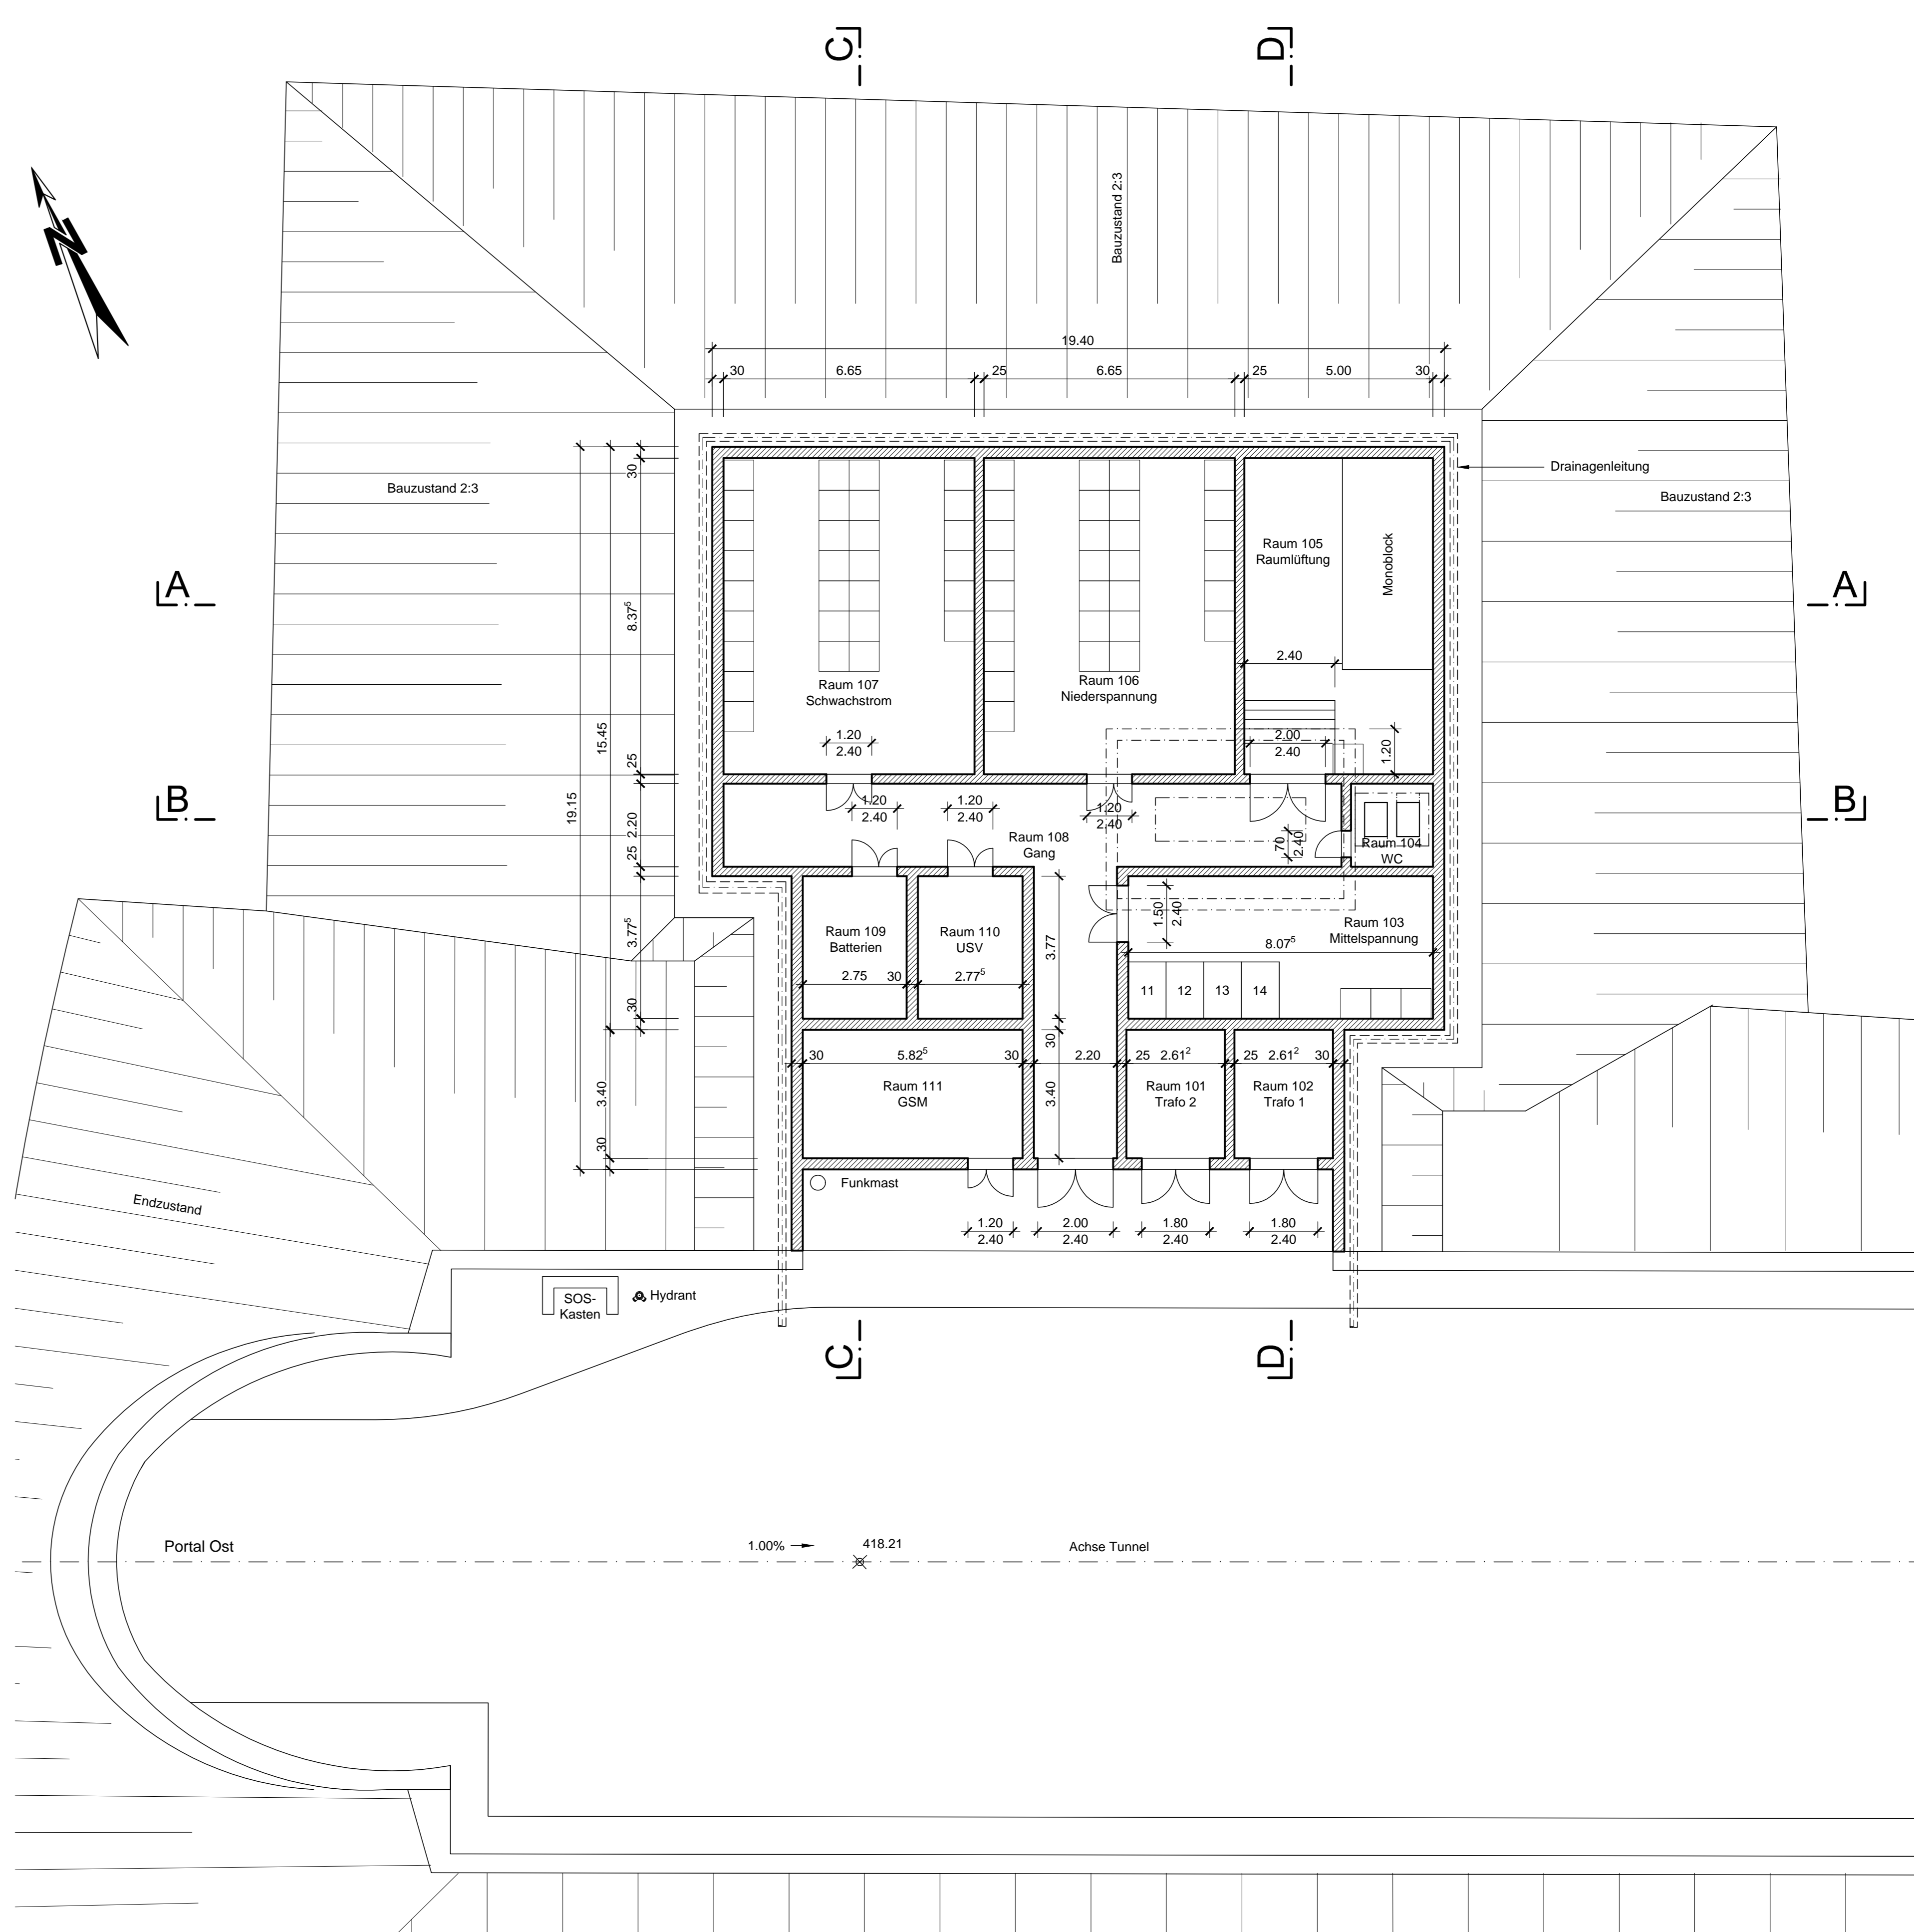 C
D
N
Bauzustand 2:3
19.40
30
6.65
25
6.65
25
5.00
30
Drainagenleitung
Bauzustand 2:3
Bauzustand 2:3
30
Raum 105
Raumlüftung
Monoblock
A
A
8.37⁵
2.40
Raum 107
Schwachstrom
Raum 106
Niederspannung
15.45
1.20
2.40
2.00
2.40
1.20
25
B
B
19.15
1.20
2.40
1.20
2.40
1.20
2.40
2.20
Raum 108
Gang
70
2.40
Raum 104
WC
25
3.77⁵
Raum 109
Batterien
Raum 110
USV
3.77
1.50
2.40
Raum 103
Mittelspannung
8.07⁵
2.75
30
2.77⁵
11
12
13
14
30
30
30
5.82⁵
30
2.20
25
2.61²
25
2.61²
30
Raum 111
GSM
3.40
3.40
Raum 101
Trafo 2
Raum 102
Trafo 1
30
Funkmast
Endzustand
1.20
2.40
2.00
2.40
1.80
2.40
1.80
2.40
SOS-
Kasten
Hydrant
C
D
Portal Ost
1.00%
418.21
Achse Tunnel